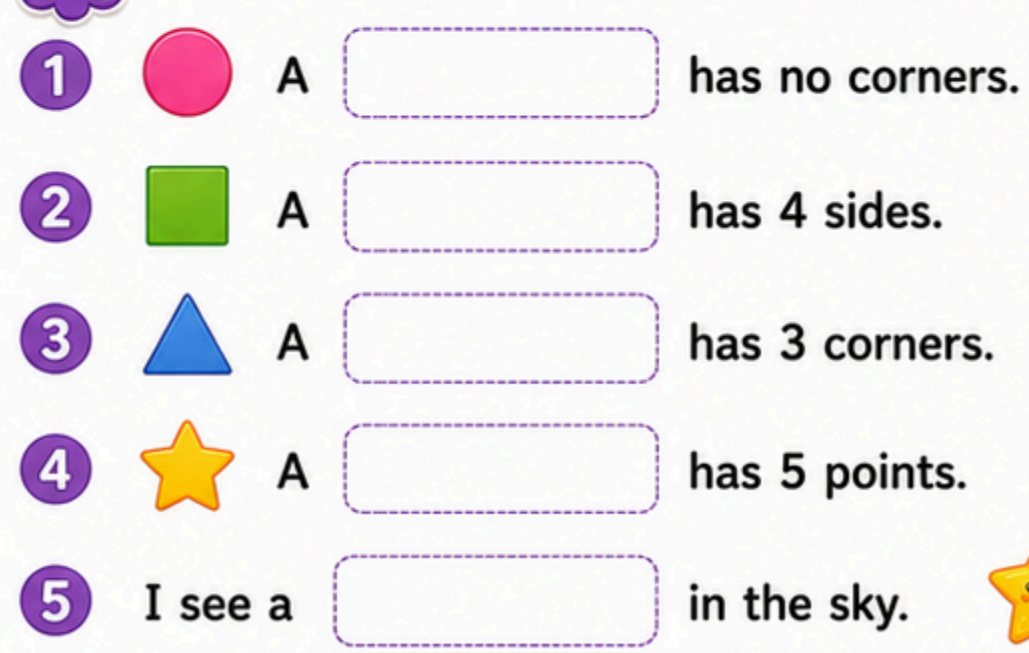 1 A has no corners.
2 A has 4 sides.
3 A has 3 corners.
4 A has 5 points.
5 I see a in the sky.